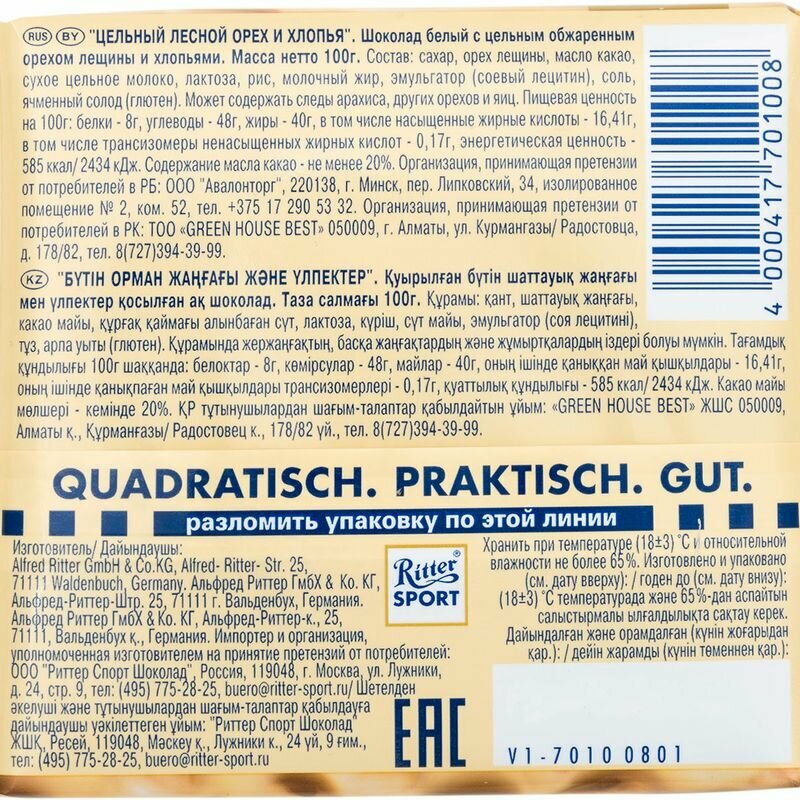 RUS BY "ЦЕЛЬНЫЙ ЛЕСНОЙ ОРЕХ И ХЛОПЬЯ". Шоколад белый с цельным обжаренным
орехом лещины и хлопьями. Масса нетто 100г. Состав: сахар, орех лещины, масло какао,
сухое цельное молоко, лактоза, рис, молочный жир, эмульгатор (соевый лецитин), соль,
ячменный солод (глютен). Может содержать следы арахиса, других орехов и яиц. Пищевая ценность
на 100г: белки - 8г, углеводы - 48г, жиры - 40г, в том числе насыщенные жирные кислоты - 16,41г,
в том числе трансизомеры ненасыщенных жирных кислот - 0,17г, энергетическая ценность -
585 ккал/ 2434 кДж. Содержание масла какао - не менее 20%. Организация, принимающая претензии
от потребителей в РБ: ООО "Авалонторг", 220138, г. Минск, пер. Липковский, 34, изолированное
помещение № 2, ком. 52, тел. +375 17 290 53 32. Организация, принимающая претензии от
потребителей в РК: ТОО «GREEN HOUSE BEST» 050009, г. Алматы, ул. Курмангазы/ Радостовца,
д. 178/82, тел. 8(727)394-39-99.
KZ "БҮТІН ОРМАН ЖАҢҒАҒЫ ЖӘНЕ ҮЛПЕКТЕР". Қуырылған бүтін шаттауық жаңғағы
мен үлпектер қосылған ақ шоколад. Таза салмағы 100г. Құрамы: қант, шаттауық жаңғағы,
какао майы, құрғақ қаймағы алынбаған сүт, лактоза, күріш, сүт майы, эмульгатор (соя лецитині),
тұз, арпа уыты (глютен). Құрамында жержаңғақтың, басқа жаңғақтардың және жұмыртқалардың іздері болуы мүмкін. Тағамдық
құндылығы 100г шаққанда: белоктар - 8г, көмірсулар - 48г, майлар - 40г, оның ішінде қаныққан май қышқылдары - 16,41г,
оның ішінде қанықпаған май қышқылдары трансизомерлері - 0,17г, қуаттылық құндылығы - 585 ккал/ 2434 кДж. Какао майы
мөлшері - кемінде 20%. ҚР тұтынушылардан шағым-талаптар қабылдайтын ұйым: «GREEN HOUSE BEST» ЖШС 050009,
Алматы қ., Құрманғазы/ Радостовец к., 178/82 үй., тел. 8(727)394-39-99.
4 000417 701008
QUADRATISCH. PRAKTISCH. GUT.
разломить упаковку по этой линии
Изготовитель/ Дайындаушы:
Alfred Ritter GmbH & Co.KG, Alfred- Ritter- Str. 25,
71111 Waldenbuch, Germany. Альфред Риттер ГмбХ & Ко. КГ,
Альфред-Риттер-Штр. 25, 71111 г. Вальденбух, Германия.
Альфред Риттер ГмбХ & Ко. КГ, Альфред-Риттер-к., 25,
71111, Вальденбух қ., Германия. Импортер и организация,
уполномоченная изготовителем на принятие претензий от потребителей:
ООО "Риттер Спорт Шоколад", Россия, 119048, г. Москва, ул. Лужники,
д. 24, стр. 9, тел: (495) 775-28-25, buero@ritter-sport.ru/ Шетелден
әкелуші және тұтынушылардан шағым-талаптар қабылдауға
дайындаушы уәкілеттеген ұйым: "Риттер Спорт Шоколад"
ЖШҚ, Ресей, 119048, Мәскеу қ., Лужники к., 24 үй, 9 ғим.,
тел: (495) 775-28-25, buero@ritter-sport.ru
Ritter
SPORT
EAC
Хранить при температуре (18±3) °С и относительной
влажности не более 65%. Изготовлено и упаковано
(см. дату вверху): / годен до (см. дату внизу):
(18±3) °С температурада және 65%-дан аспайтын
салыстырмалы ылғалдылықта сақтау керек.
Дайындалған және оралмаған (күнін жоғарыдан
қар.): / дейін жарамды (күнін төменнен қар.):
V1-7010 0801